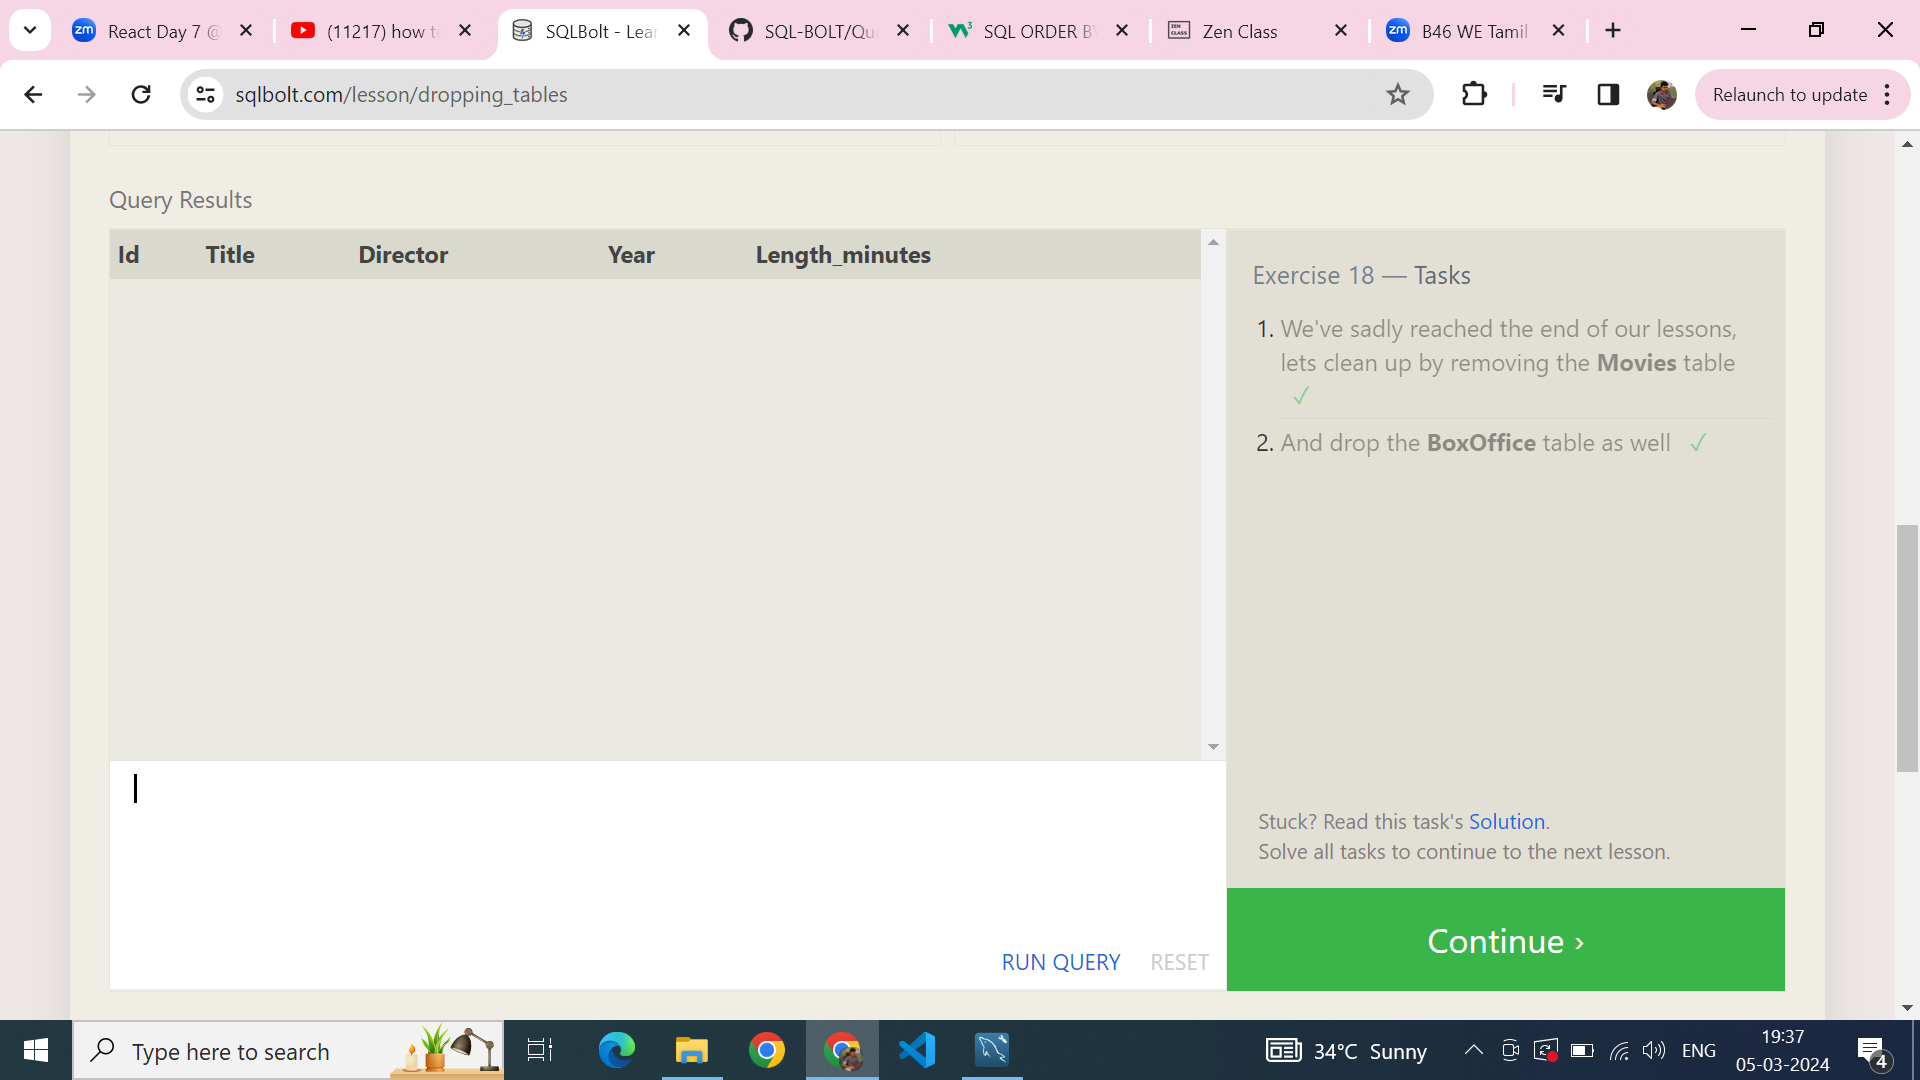 React Day 7 @
(11217) how to
SQLBolt - Lear
SQL-BOLT/Que
SQL ORDER BY
Zen Class
B46 WE Tamil
sqlbolt.com/lesson/dropping_tables
Relaunch to update
Query Results
Id Title Director Year Length_minutes
Exercise 18 — Tasks
1. We've sadly reached the end of our lessons,
lets clean up by removing the Movies table
✓
2. And drop the BoxOffice table as well ✓
Stuck? Read this task's Solution.
Solve all tasks to continue to the next lesson.
RUN QUERY RESET
Continue ›
Type here to search
34°C Sunny
ENG
19:37
05-03-2024
4